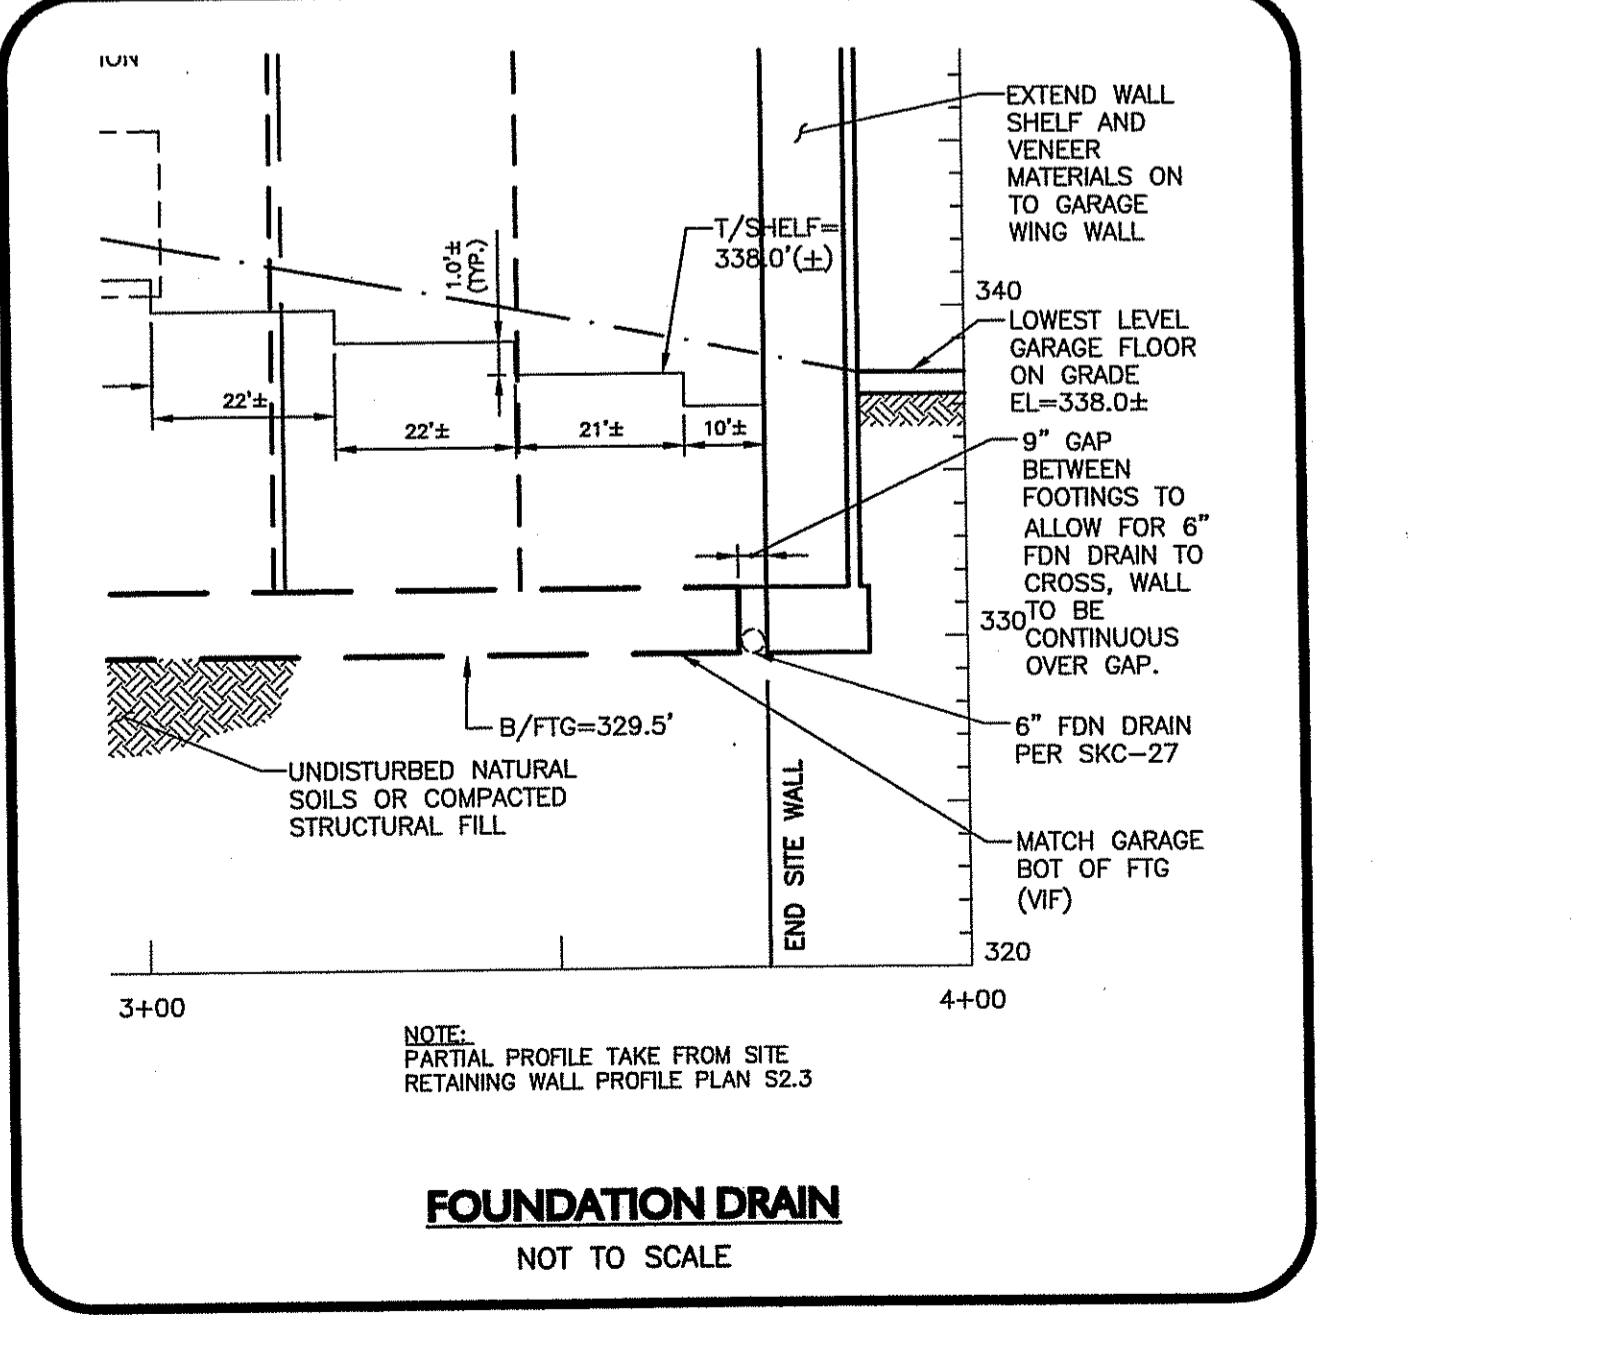 EXTEND WALL
SHELF AND
VENEER
MATERIALS ON
TO GARAGE
WING WALL
T/SHELF=
338.0'(±)
1.0'±
(TYP.)
340
LOWEST LEVEL
GARAGE FLOOR
ON GRADE
EL=338.0±
22'±
22'±
21'±
10'±
9" GAP
BETWEEN
FOOTINGS TO
ALLOW FOR 6"
FDN DRAIN TO
CROSS, WALL
TO BE
CONTINUOUS
OVER GAP.
330
6" FDN DRAIN
PER SKC-27
B/FTG=329.5'
UNDISTURBED NATURAL
SOILS OR COMPACTED
STRUCTURAL FILL
END SITE WALL
MATCH GARAGE
BOT OF FTG
(VIF)
320
3+00
4+00
NOTE:
PARTIAL PROFILE TAKE FROM SITE
RETAINING WALL PROFILE PLAN S2.3
FOUNDATION DRAIN
NOT TO SCALE